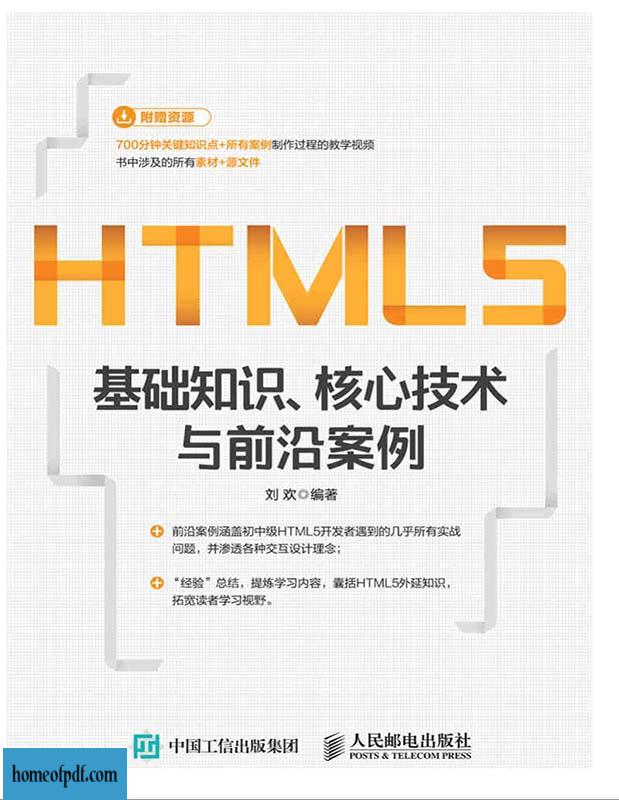 附赠资源
700分钟关键知识点+所有案例制作过程的教学视频
书中涉及的所有素材+源文件
HTML5
基础知识、核心技术
与前沿案例
刘 欢◎编著
前沿案例涵盖初中级HTML5开发者遇到的几乎所有实战
问题，并渗透各种交互设计理念；
“经验”总结，提炼学习内容，囊括HTML5外延知识，
拓宽读者学习视野。
中国工信出版集团
人民邮电出版社
POSTS & TELECOM PRESS
homeofpdf.com